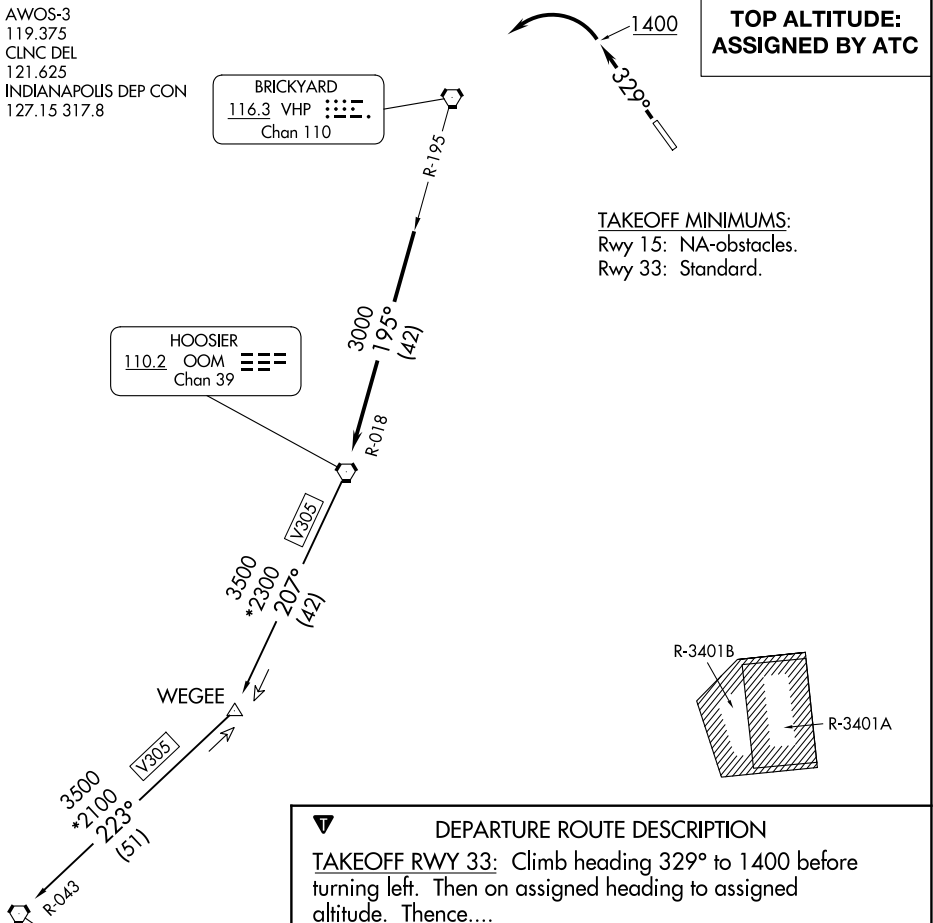 AWOS-3
119.375
CLNC DEL
121.625
INDIANAPOLIS DEP CON
127.15 317.8
BRICKYARD
116.3 VHP
Chan 110
1400
329°
TOP ALTITUDE:
ASSIGNED BY ATC
R-195
TAKEOFF MINIMUMS:
Rwy 15: NA-obstacles.
Rwy 33: Standard.
3000
195°
(42)
HOOSIER
110.2 OOM
Chan 39
R-018
V305
3500
*2300
207°
(42)
WEGEE
R-3401B
R-3401A
V305
3500
*2100
223°
(51)
R-043
T
DEPARTURE ROUTE DESCRIPTION
TAKEOFF RWY 33: Climb heading 329° to 1400 before
turning left. Then on assigned heading to assigned
altitude. Thence....